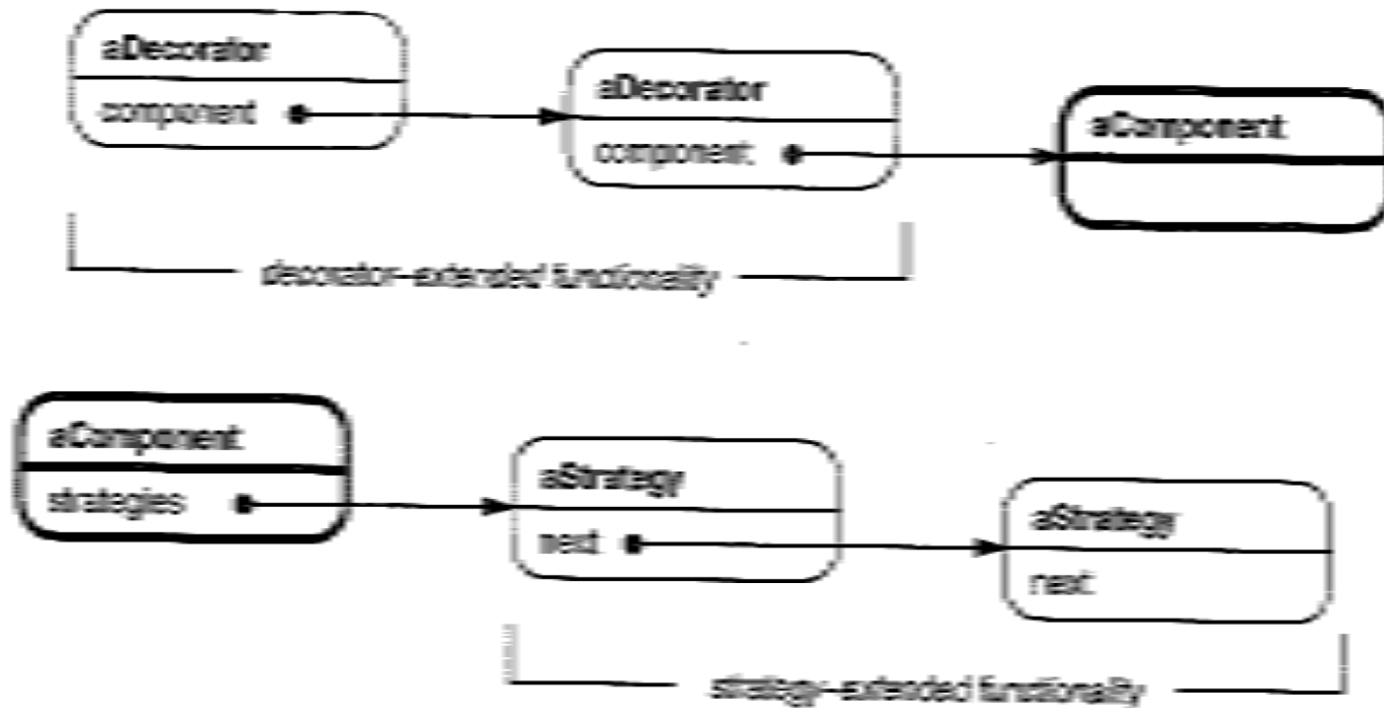 aDecorator
component
aDecorator
component
aComponent
decorator-extended functionality
aComponent
strategies
aStrategy
next
aStrategy
next
strategy-extended functionality